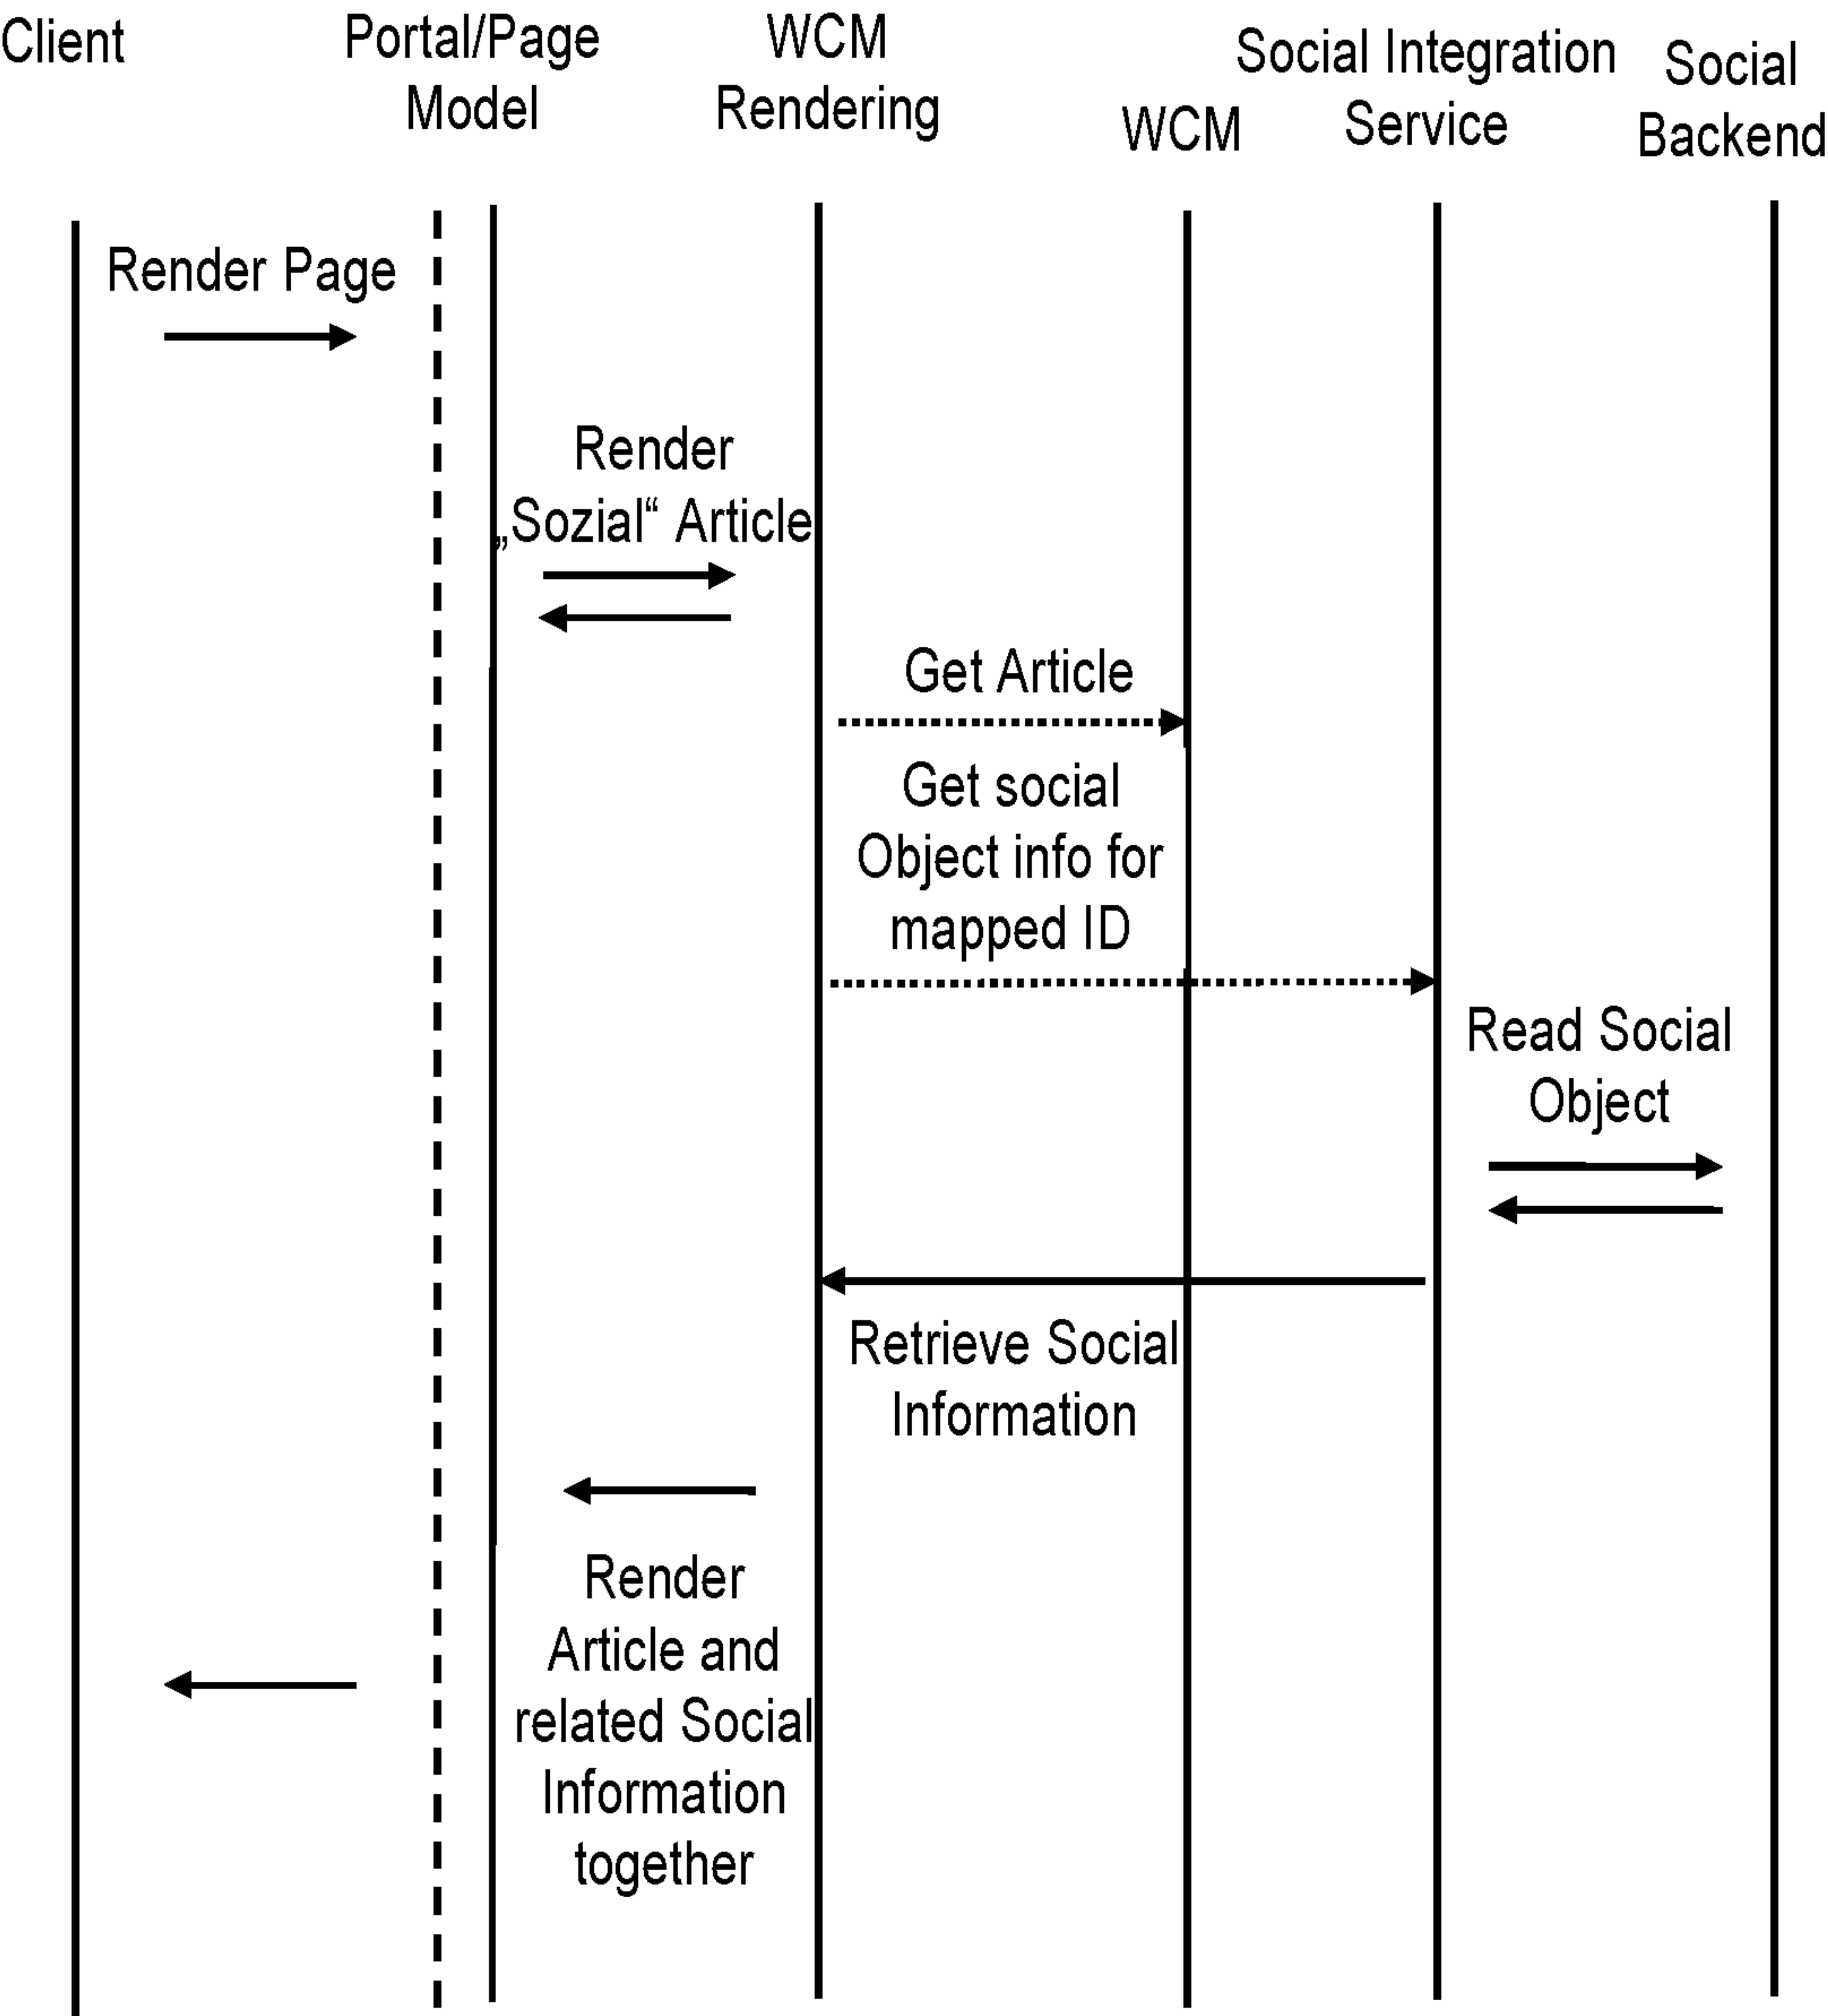 Client
Portal/Page
Model
WCM
Rendering
WCM
Social Integration
Service
Social
Backend
Render Page
Render
„Sozial“ Article
Get Article
Get social
Object info for
mapped ID
Read Social
Object
Retrieve Social
Information
Render
Article and
related Social
Information
together